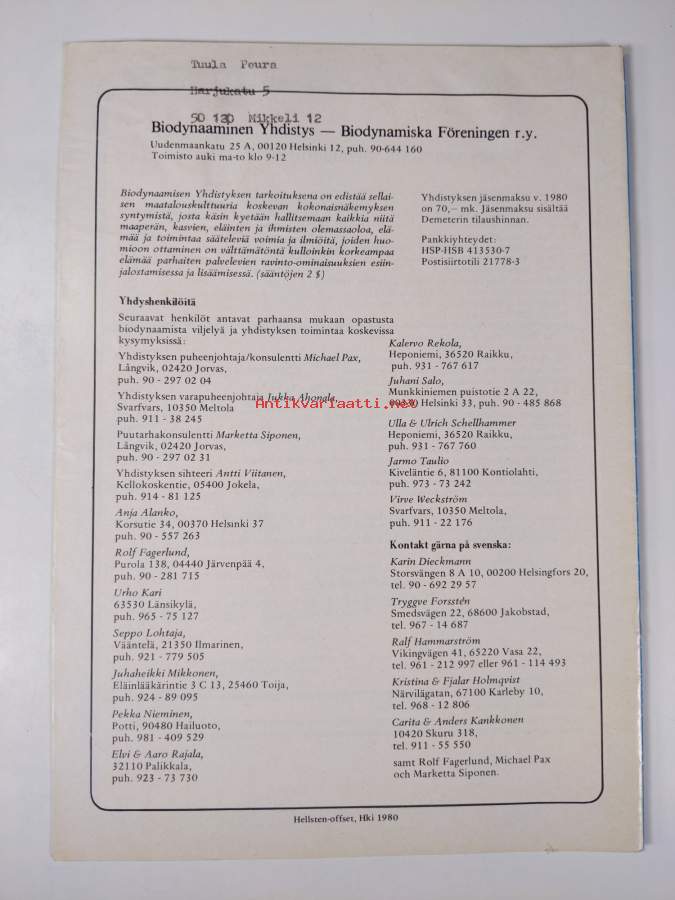 Tuula Peura
Harjukatu 5
50 120 Mikkeli 12
Biodynaaminen Yhdistys — Biodynamiska Föreningen r.y.
Uudenmaankatu 25 A, 00120 Helsinki 12, puh. 90-644 160
Toimisto auki ma-to klo 9-12
Biodynaamisen Yhdistyksen tarkoituksena on edistää sellai-
sen maatalouskulttuuria koskevan kokonaisnäkemyksen
syntymistä, josta käsin kyetään hallitsemaan kaikkia niitä
maaperän, kasvien, eläinten ja ihmisten olemassaoloa, elä-
mää ja toimintaa sääteleviä voimia ja ilmiöitä, joiden huo-
mioon ottaminen on välttämätöntä kulloinkin korkeampaa
elämää parhaiten palvelevien ravinto-ominaisuuksien esiin-
jalostamisessa ja lisäämisessä. (sääntöjen 2 §)
Yhdistyksen jäsenmaksu v. 1980
on 70,— mk. Jäsenmaksu sisältää
Demeterin tilaushinnan.
Pankkiyhteydet:
HSP-HSB 413530-7
Postisiirtotili 21778-3
Yhdyshenkilöitä
Seuraavat henkilöt antavat parhaansa mukaan opastusta
biodynaamista viljelyä ja yhdistyksen toimintaa koskevissa
kysymyksissä:
Yhdistyksen puheenjohtaja/konsulentti Michael Pax,
Långvik, 02420 Jorvas,
puh. 90 - 297 02 04
Yhdistyksen varapuheenjohtaja Jukka Ahonala,
Svarfvars, 10350 Meltola
puh. 911 - 38 245
Puutarhakonsulentti Marketta Siponen,
Långvik, 02420 Jorvas,
puh. 90 - 297 02 31
Yhdistyksen sihteeri Antti Viitanen,
Kellokoskentie, 05400 Jokela,
puh. 914 - 81 125
Anja Alanko,
Korsutie 34, 00370 Helsinki 37
puh. 90 - 557 263
Rolf Fagerlund,
Purola 138, 04440 Järvenpää 4,
puh. 90 - 281 715
Urho Kari
63530 Länsikylä,
puh. 965 - 75 127
Seppo Lohtaja,
Vääntelä, 21350 Ilmarinen,
puh. 921 - 779 505
Juhaheikki Mikkonen,
Eläinlääkärintie 3 C 13, 25460 Toija,
puh. 924 - 89 095
Pekka Nieminen,
Potti, 90480 Hailuoto,
puh. 981 - 409 529
Elvi & Aaro Rajala,
32110 Palikkala,
puh. 923 - 73 730
Kalervo Rekola,
Heponiemi, 36520 Raikku,
puh. 931 - 767 617
Juhani Salo,
Munkkiniemen puistotie 2 A 22,
00330 Helsinki 33, puh. 90 - 485 868
Ulla & Ulrich Schellhammer
Heponiemi, 36520 Raikku,
puh. 931 - 767 760
Jarmo Taulio
Kiveläntie 6, 81100 Kontiolahti,
puh. 973 - 73 242
Virve Weckström
Svarfvars, 10350 Meltola,
puh. 911 - 22 176
Kontakt gärna på svenska:
Karin Dieckmann
Storsvängen 8 A 10, 00200 Helsingfors 20,
tel. 90 - 692 29 57
Tryggve Forsstén
Smedsvägen 22, 68600 Jakobstad,
tel. 967 - 14 687
Ralf Hammarström
Vikingvägen 41, 65220 Vasa 22,
tel. 961 - 212 997 eller 961 - 114 493
Kristina & Fjalar Holmqvist
Närvilägatan, 67100 Karleby 10,
tel. 968 - 12 806
Carita & Anders Kankkonen
10420 Skuru 318,
tel. 911 - 55 550
samt Rolf Fagerlund, Michael Pax
och Marketta Siponen.
Hellsten-offset, Hki 1980
Antikvariaatti.net